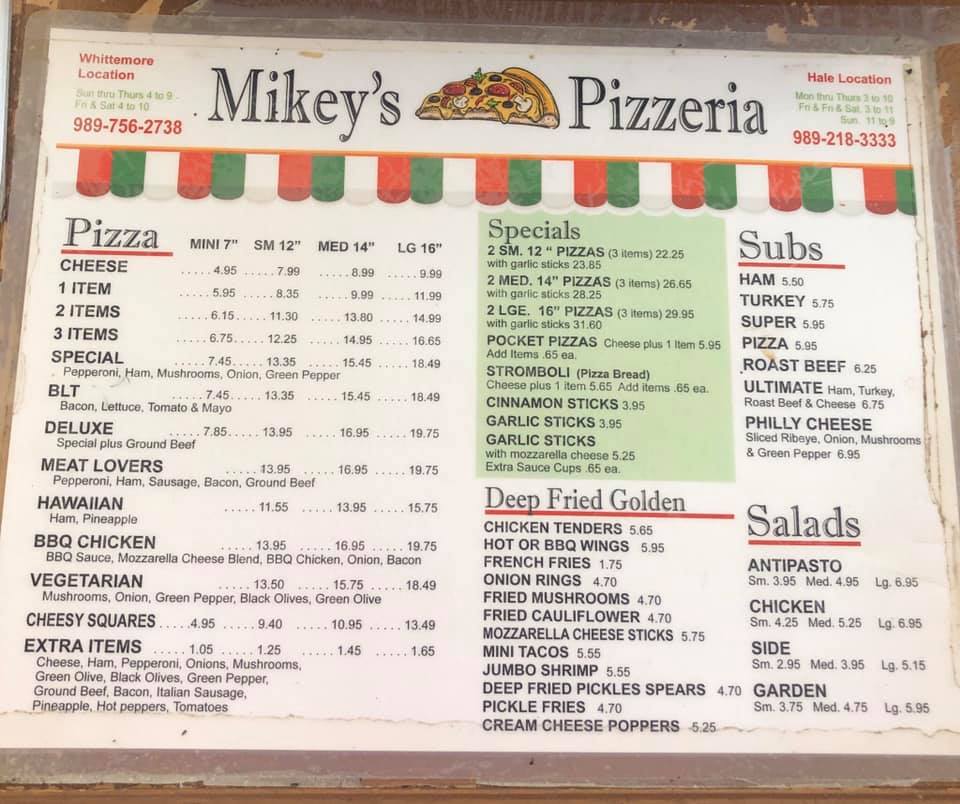 Whittemore
Location
Sun thru Thurs 4 to 9
Fri & Sat 4 to 10
989-756-2738
Mikey's Pizzeria
Hale Location
Mon thru Thurs 3 to 10
Fri & Fri & Sat. 3 to 11
Sun. 11 to 9
989-218-3333
Pizza MINI 7" SM 12" MED 14" LG 16"
CHEESE ..... 4.95 ..... 7.99 ..... 8.99 ..... 9.99
1 ITEM ..... 5.95 ..... 8.35 ..... 9.99 ..... 11.99
2 ITEMS ..... 6.15 ..... 11.30 ..... 13.80 ..... 14.99
3 ITEMS ..... 6.75 ..... 12.25 ..... 14.95 ..... 16.65
SPECIAL ..... 7.45 ..... 13.35 ..... 15.45 ..... 18.49
Pepperoni, Ham, Mushrooms, Onion, Green Pepper
BLT ..... 7.45 ..... 13.35 ..... 15.45 ..... 18.49
Bacon, Lettuce, Tomato & Mayo
DELUXE ..... 7.85 ..... 13.95 ..... 16.95 ..... 19.75
Special plus Ground Beef
MEAT LOVERS ..... 13.95 ..... 16.95 ..... 19.75
Pepperoni, Ham, Sausage, Bacon, Ground Beef
HAWAIIAN ..... 11.55 ..... 13.95 ..... 15.75
Ham, Pineapple
BBQ CHICKEN ..... 13.95 ..... 16.95 ..... 19.75
BBQ Sauce, Mozzarella Cheese Blend, BBQ Chicken, Onion, Bacon
VEGETARIAN ..... 13.50 ..... 15.75 ..... 18.49
Mushrooms, Onion, Green Pepper, Black Olives, Green Olive
CHEESY SQUARES ..... 4.95 ..... 9.40 ..... 10.95 ..... 13.49
EXTRA ITEMS ..... 1.05 ..... 1.25 ..... 1.45 ..... 1.65
Cheese, Ham, Pepperoni, Onions, Mushrooms,
Green Olive, Black Olives, Green Pepper,
Ground Beef, Bacon, Italian Sausage,
Pineapple, Hot peppers, Tomatoes
Specials
2 SM. 12 " PIZZAS (3 items) 22.25
with garlic sticks 23.85
2 MED. 14" PIZZAS (3 items) 26.65
with garlic sticks 28.25
2 LGE. 16" PIZZAS (3 items) 29.95
with garlic sticks 31.60
POCKET PIZZAS Cheese plus 1 Item 5.95
Add Items .65 ea.
STROMBOLI (Pizza Bread)
Cheese plus 1 item 5.65 Add items .65 ea.
CINNAMON STICKS 3.95
GARLIC STICKS 3.95
GARLIC STICKS
with mozzarella cheese 5.25
Extra Sauce Cups .65 ea.
Deep Fried Golden
CHICKEN TENDERS 5.65
HOT OR BBQ WINGS 5.95
FRENCH FRIES 1.75
ONION RINGS 4.70
FRIED MUSHROOMS 4.70
FRIED CAULIFLOWER 4.70
MOZZARELLA CHEESE STICKS 5.75
MINI TACOS 5.55
JUMBO SHRIMP 5.55
DEEP FRIED PICKLES SPEARS 4.70
PICKLE FRIES 4.70
CREAM CHEESE POPPERS 5.25
Subs
HAM 5.50
TURKEY 5.75
SUPER 5.95
PIZZA 5.95
ROAST BEEF 6.25
ULTIMATE Ham, Turkey,
Roast Beef & Cheese 6.75
PHILLY CHEESE
Sliced Ribeye, Onion, Mushrooms
& Green Pepper 6.95
Salads
ANTIPASTO
Sm. 3.95 Med. 4.95 Lg. 6.95
CHICKEN
Sm. 4.25 Med. 5.25 Lg. 6.95
SIDE
Sm. 2.95 Med. 3.95 Lg. 5.15
GARDEN
Sm. 3.75 Med. 4.75 Lg. 5.95